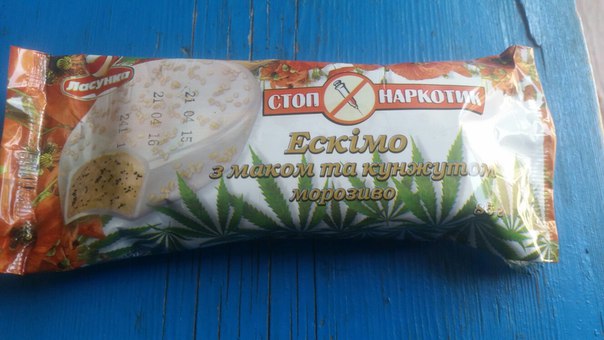 Ласунка
СТОП НАРКОТИК
21 04 15
21 04 16
Ескімо
з маком та кунжутом
морозиво